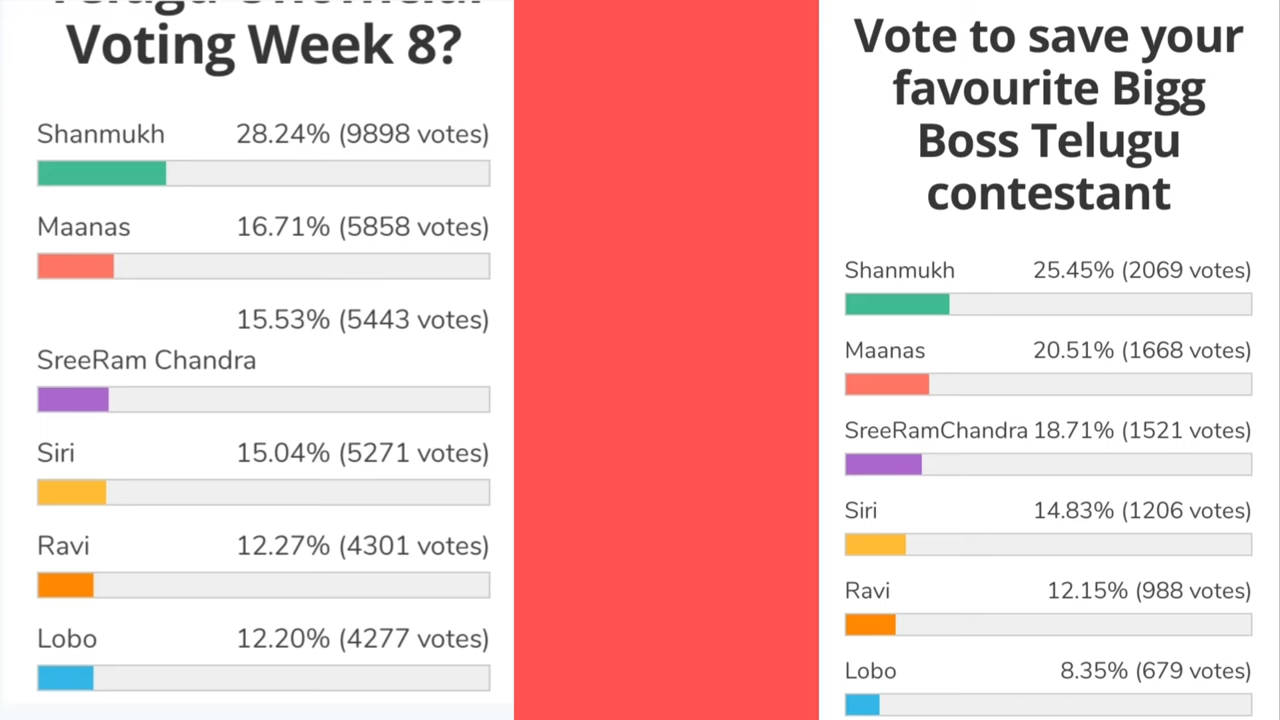 Voting Week 8?
Shanmukh 28.24% (9898 votes)
Maanas 16.71% (5858 votes)
15.53% (5443 votes)
SreeRam Chandra
Siri 15.04% (5271 votes)
Ravi 12.27% (4301 votes)
Lobo 12.20% (4277 votes)
Vote to save your
favourite Bigg
Boss Telugu
contestant
Shanmukh 25.45% (2069 votes)
Maanas 20.51% (1668 votes)
SreeRamChandra 18.71% (1521 votes)
Siri 14.83% (1206 votes)
Ravi 12.15% (988 votes)
Lobo 8.35% (679 votes)